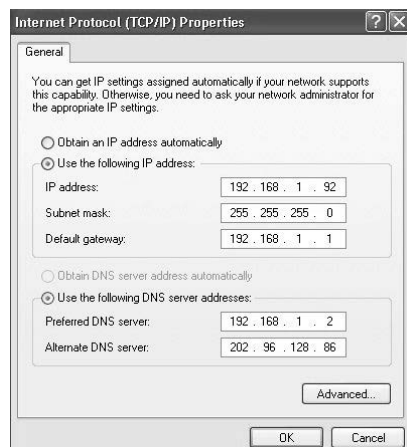 Internet Protocol (TCP/IP) Properties
General
You can get IP settings assigned automatically if your network supports
this capability. Otherwise, you need to ask your network administrator for
the appropriate IP settings.
Obtain an IP address automatically
Use the following IP address:
IP address: 192 . 168 . 1 . 92
Subnet mask: 255 . 255 . 255 . 0
Default gateway: 192 . 168 . 1 . 1
Obtain DNS server address automatically
Use the following DNS server addresses:
Preferred DNS server: 192 . 168 . 1 . 2
Alternate DNS server: 202 . 96 . 128 . 86
Advanced...
OK Cancel